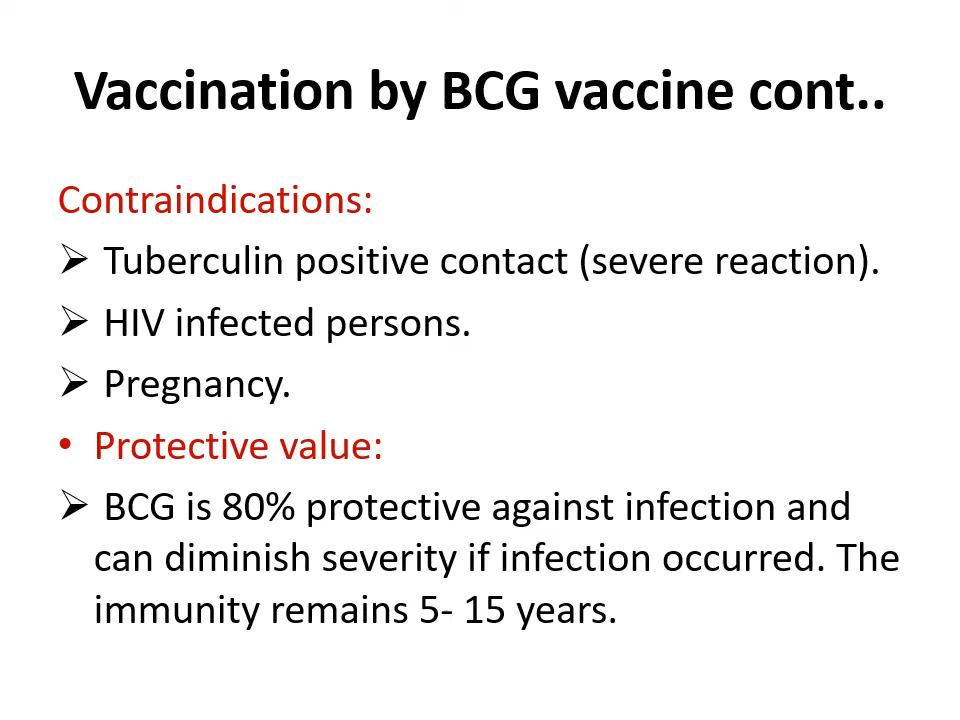 Vaccination by BCG vaccine cont..
Contraindications:
➢ Tuberculin positive contact (severe reaction).
➢ HIV infected persons.
➢ Pregnancy.
• Protective value:
➢ BCG is 80% protective against infection and
can diminish severity if infection occurred. The
immunity remains 5- 15 years.